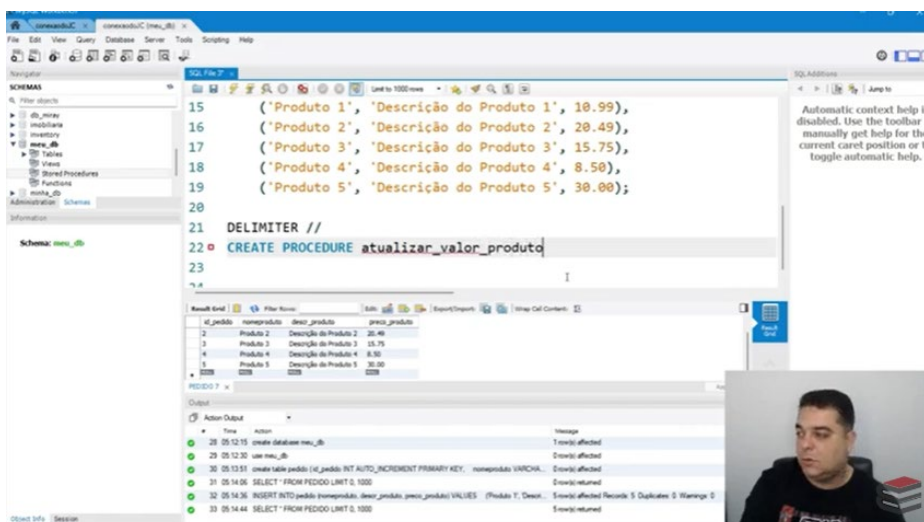 conexaoJC × conexaoJC (meu_db) ×
File Edit View Query Database Server Tools Scripting Help
Navigator
SCHEMAS
Filter objects
db_miray
imobiliaria
inventory
meu_db
Tables
Views
Stored Procedures
Functions
minha_db
Administration Schemas
Information
Schema: meu_db
Object Info Session
SQL File 3*
Limit to 1000 rows
15 ('Produto 1', 'Descrição do Produto 1', 10.99),
16 ('Produto 2', 'Descrição do Produto 2', 20.49),
17 ('Produto 3', 'Descrição do Produto 3', 15.75),
18 ('Produto 4', 'Descrição do Produto 4', 8.50),
19 ('Produto 5', 'Descrição do Produto 5', 30.00);
20
21 DELIMITER //
22 CREATE PROCEDURE atualizar_valor_produto
23
24
Result Grid Filter Rows: Edit: Export/Import: Wrap Cell Content:
id_pedido nomeproduto descr_produto preco_produto
2 Produto 2 Descrição do Produto 2 20.49
3 Produto 3 Descrição do Produto 3 15.75
4 Produto 4 Descrição do Produto 4 8.50
5 Produto 5 Descrição do Produto 5 30.00
NULL NULL NULL NULL
Result Grid
PEDIDO 7 ×
Output
Action Output
# Time Action Message
28 05:12:15 create database meu_db 1 row(s) affected
29 05:12:30 use meu_db 0 row(s) affected
30 05:13:51 create table pedido ( id_pedido INT AUTO_INCREMENT PRIMARY KEY, nomeproduto VARCHA... 0 row(s) affected
31 05:14:06 SELECT * FROM PEDIDO LIMIT 0, 1000 0 row(s) returned
32 05:14:36 INSERT INTO pedido (nomeproduto, descr_produto, preco_produto) VALUES ('Produto 1', 'Descri... 5 row(s) affected Records: 5 Duplicates: 0 Warnings: 0
33 05:14:44 SELECT * FROM PEDIDO LIMIT 0, 1000 5 row(s) returned
SQL Additions
Jump to
Automatic context help i
disabled. Use the toolbar
manually get help for the
current caret position or t
toggle automatic help.